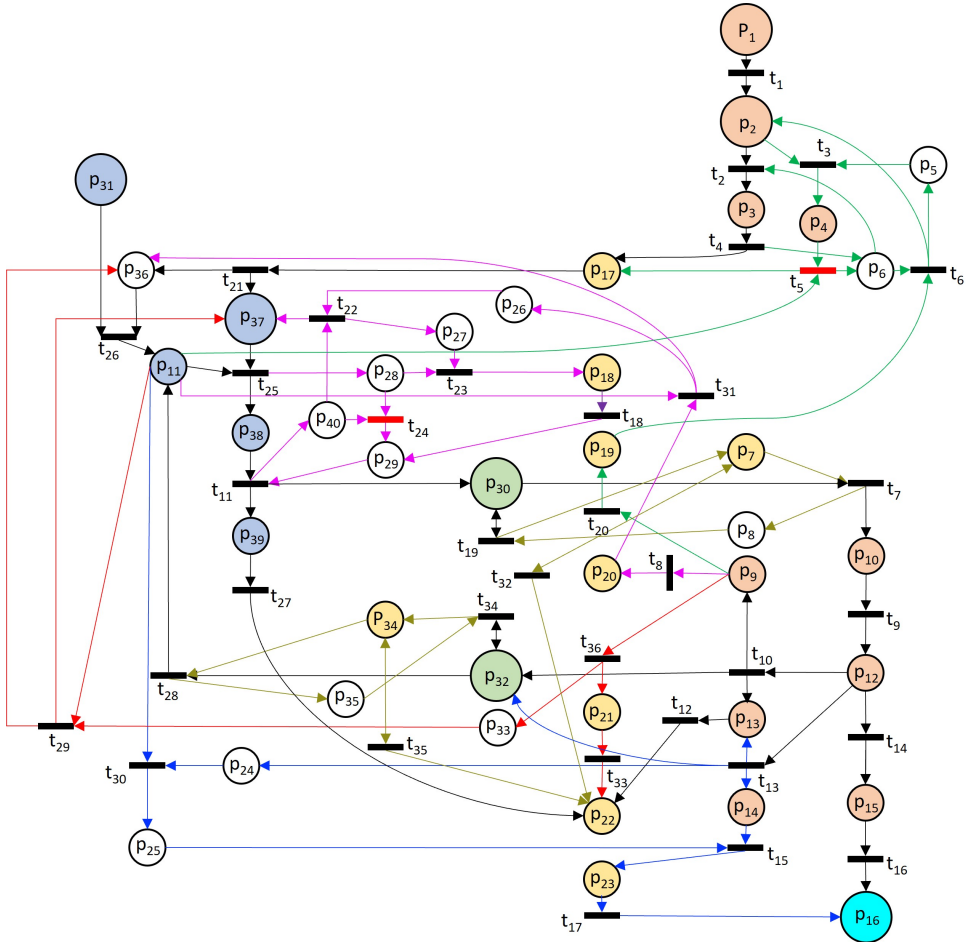 P₁
t₁
p₂
t₃
p₅
t₂
p₃
p₄
p₃₁
t₄
p₃₆
p₁₇
t₅
p₆
t₆
t₂₁
p₃₇
t₂₂
p₂₆
p₂₇
t₂₆
p₁₁
t₂₅
p₂₈
t₂₃
p₁₈
t₃₁
p₄₀
t₂₄
t₁₈
p₃₈
p₂₉
p₁₉
p₇
t₁₁
p₃₀
t₇
t₂₀
p₈
p₃₉
t₁₉
p₁₀
t₃₂
p₂₀
t₈
p₉
t₂₇
t₉
P₃₄
t₃₄
t₃₆
t₁₀
p₁₂
t₂₈
p₃₅
p₃₂
p₃₃
p₂₁
t₁₂
p₁₃
t₂₉
t₃₅
t₁₄
t₃₀
p₂₄
t₃₃
t₁₃
p₂₂
p₁₄
p₁₅
p₂₅
t₁₅
t₁₆
p₂₃
t₁₇
p₁₆